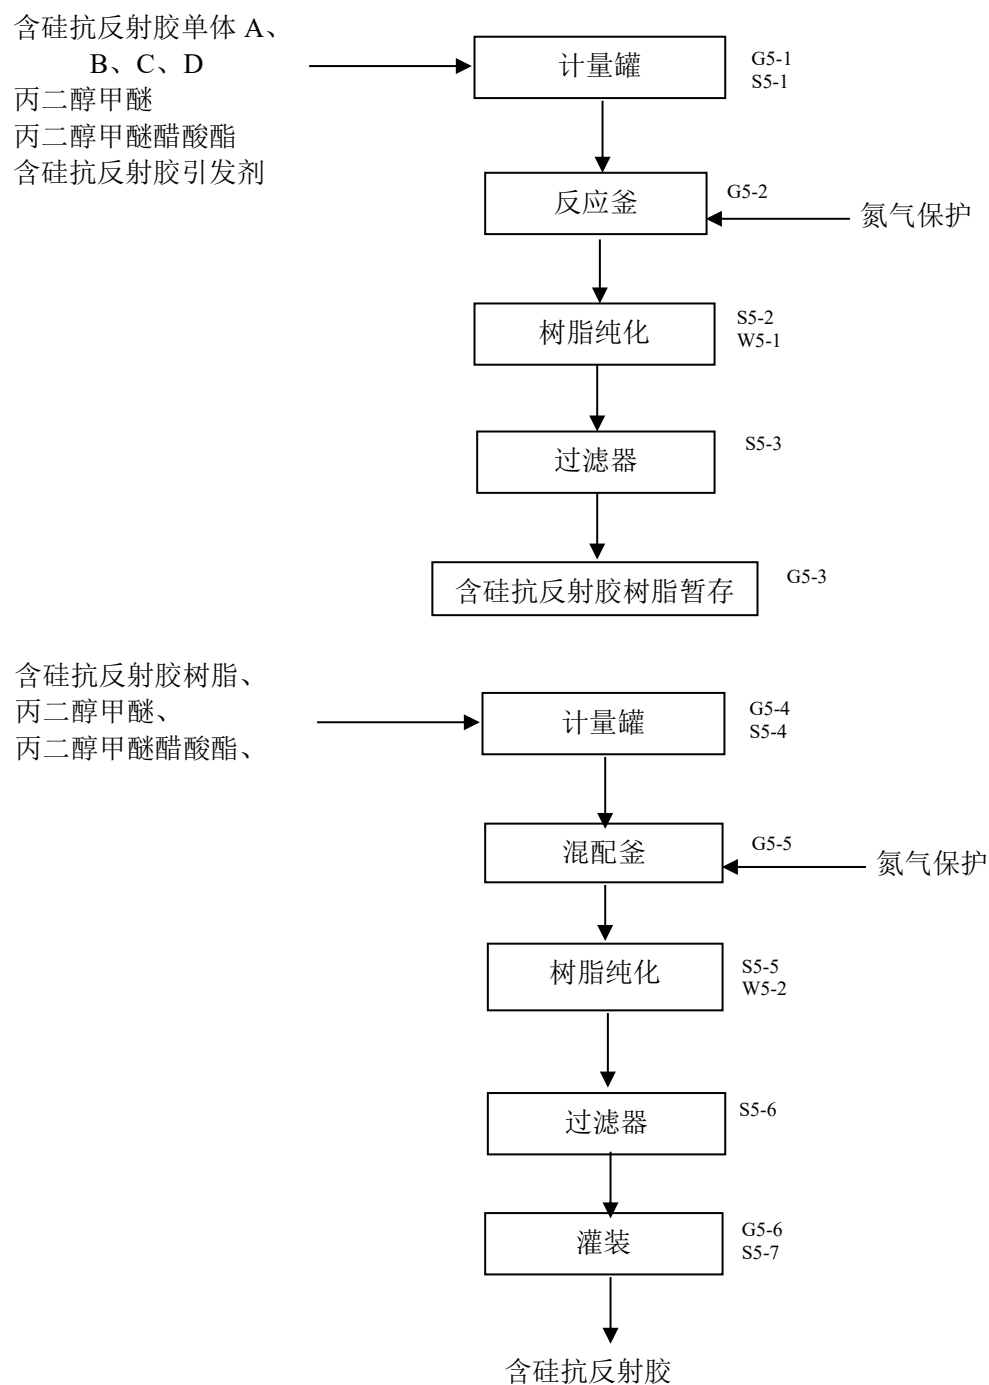 含硅抗反射胶单体 A、
B、C、D
丙二醇甲醚
丙二醇甲醚醋酸酯
含硅抗反射胶引发剂
计量罐
G5-1
S5-1
反应釜
G5-2
氮气保护
树脂纯化
S5-2
W5-1
过滤器
S5-3
含硅抗反射胶树脂暂存
G5-3
含硅抗反射胶树脂、
丙二醇甲醚、
丙二醇甲醚醋酸酯、
计量罐
G5-4
S5-4
混配釜
G5-5
氮气保护
树脂纯化
S5-5
W5-2
过滤器
S5-6
灌装
G5-6
S5-7
含硅抗反射胶